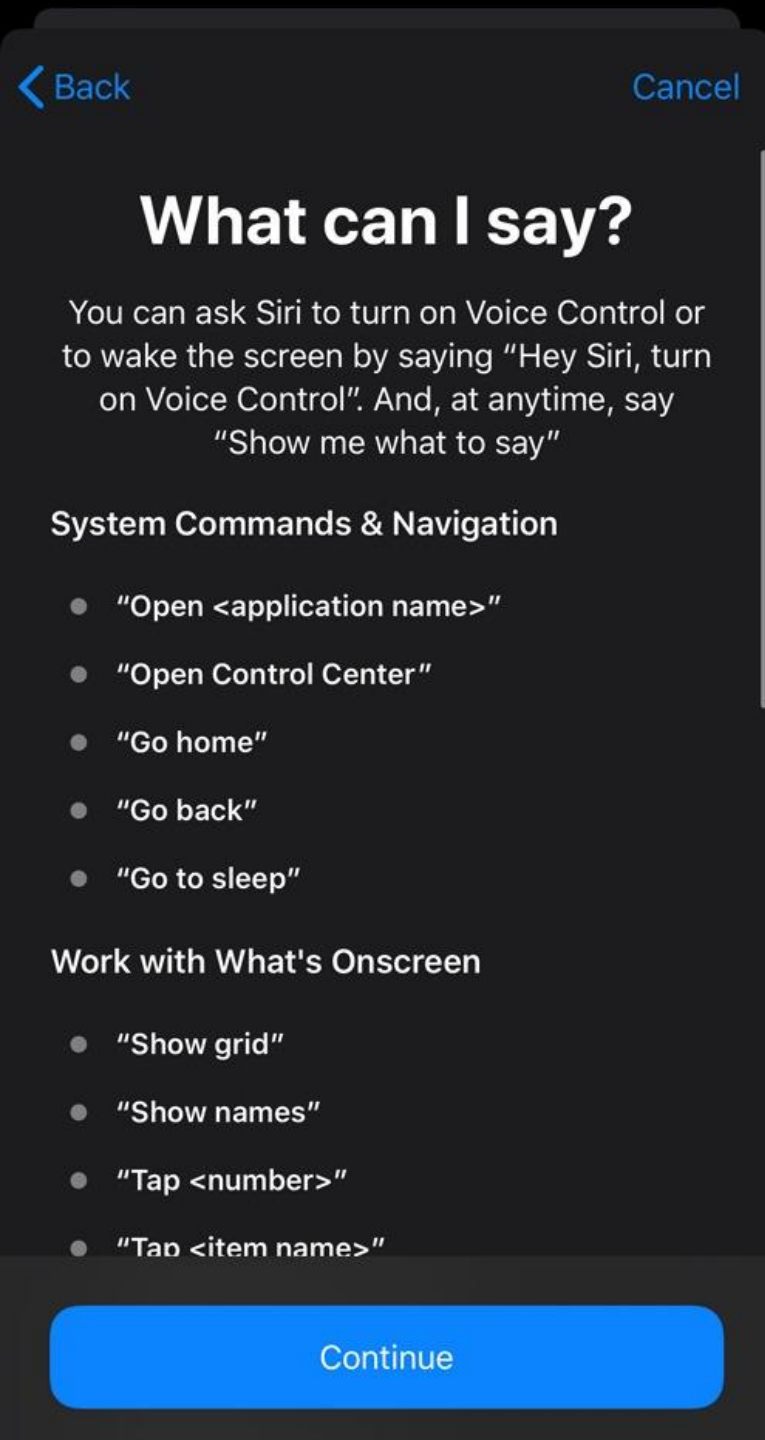 Back
Cancel
What can I say?
You can ask Siri to turn on Voice Control or
to wake the screen by saying “Hey Siri, turn
on Voice Control”. And, at anytime, say
“Show me what to say”
System Commands & Navigation
“Open <application name>”
“Open Control Center”
“Go home”
“Go back”
“Go to sleep”
Work with What's Onscreen
“Show grid”
“Show names”
“Tap <number>”
“Tap <item name>”
Continue